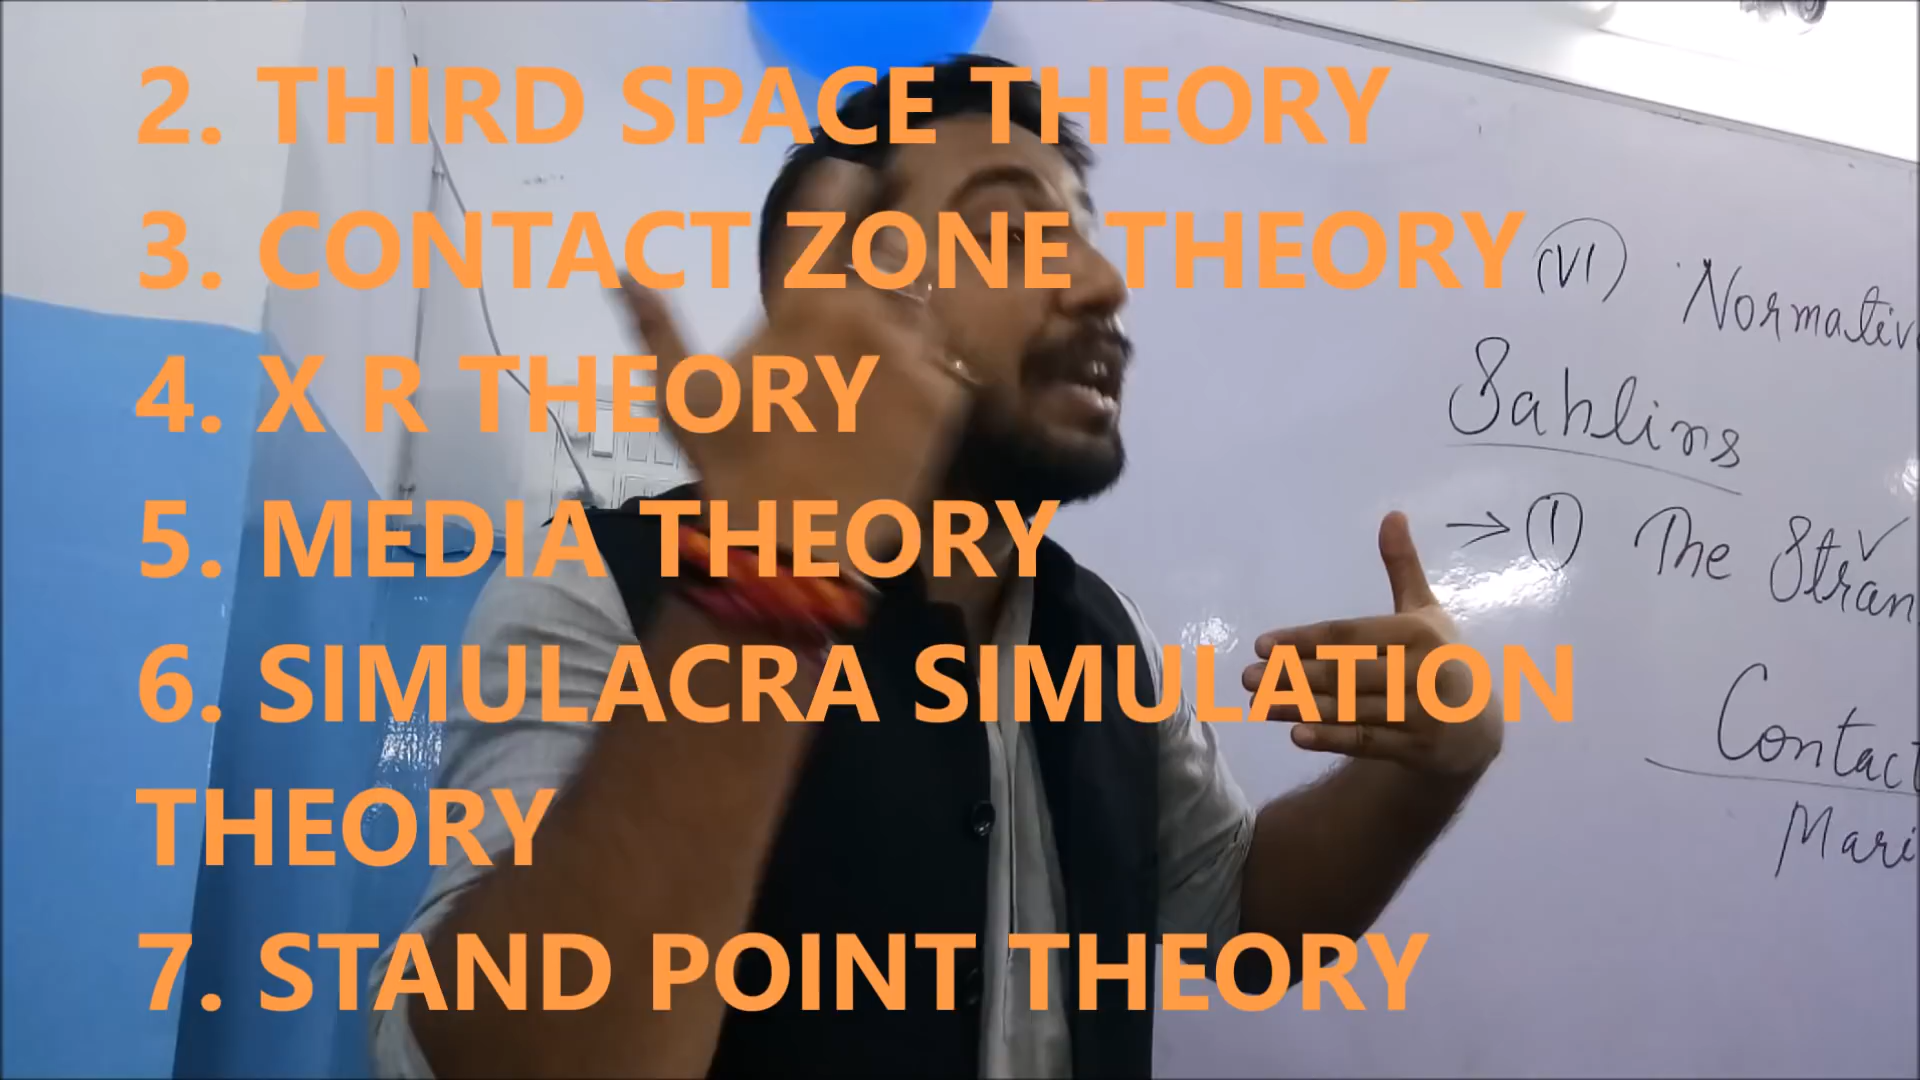 2. THIRD SPACE THEORY
3. CONTACT ZONE THEORY
4. X R THEORY
5. MEDIA THEORY
6. SIMULACRA SIMULATION
THEORY
7. STAND POINT THEORY
(VI) Normativ
Sahlins
→ (1) The Stran
Contact
Mari